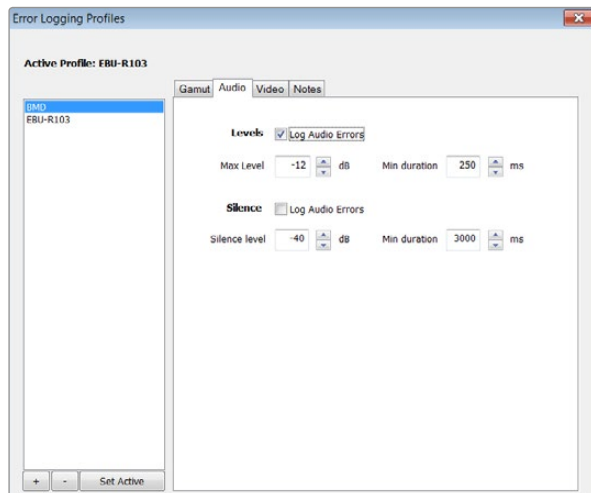 Error Logging Profiles
Active Profile: EBU-R103
Gamut Audio Video Notes
BMD
EBU-R103
Levels Log Audio Errors
Max Level -12 dB Min duration 250 ms
Silence Log Audio Errors
Silence level -40 dB Min duration 3000 ms
+ - Set Active